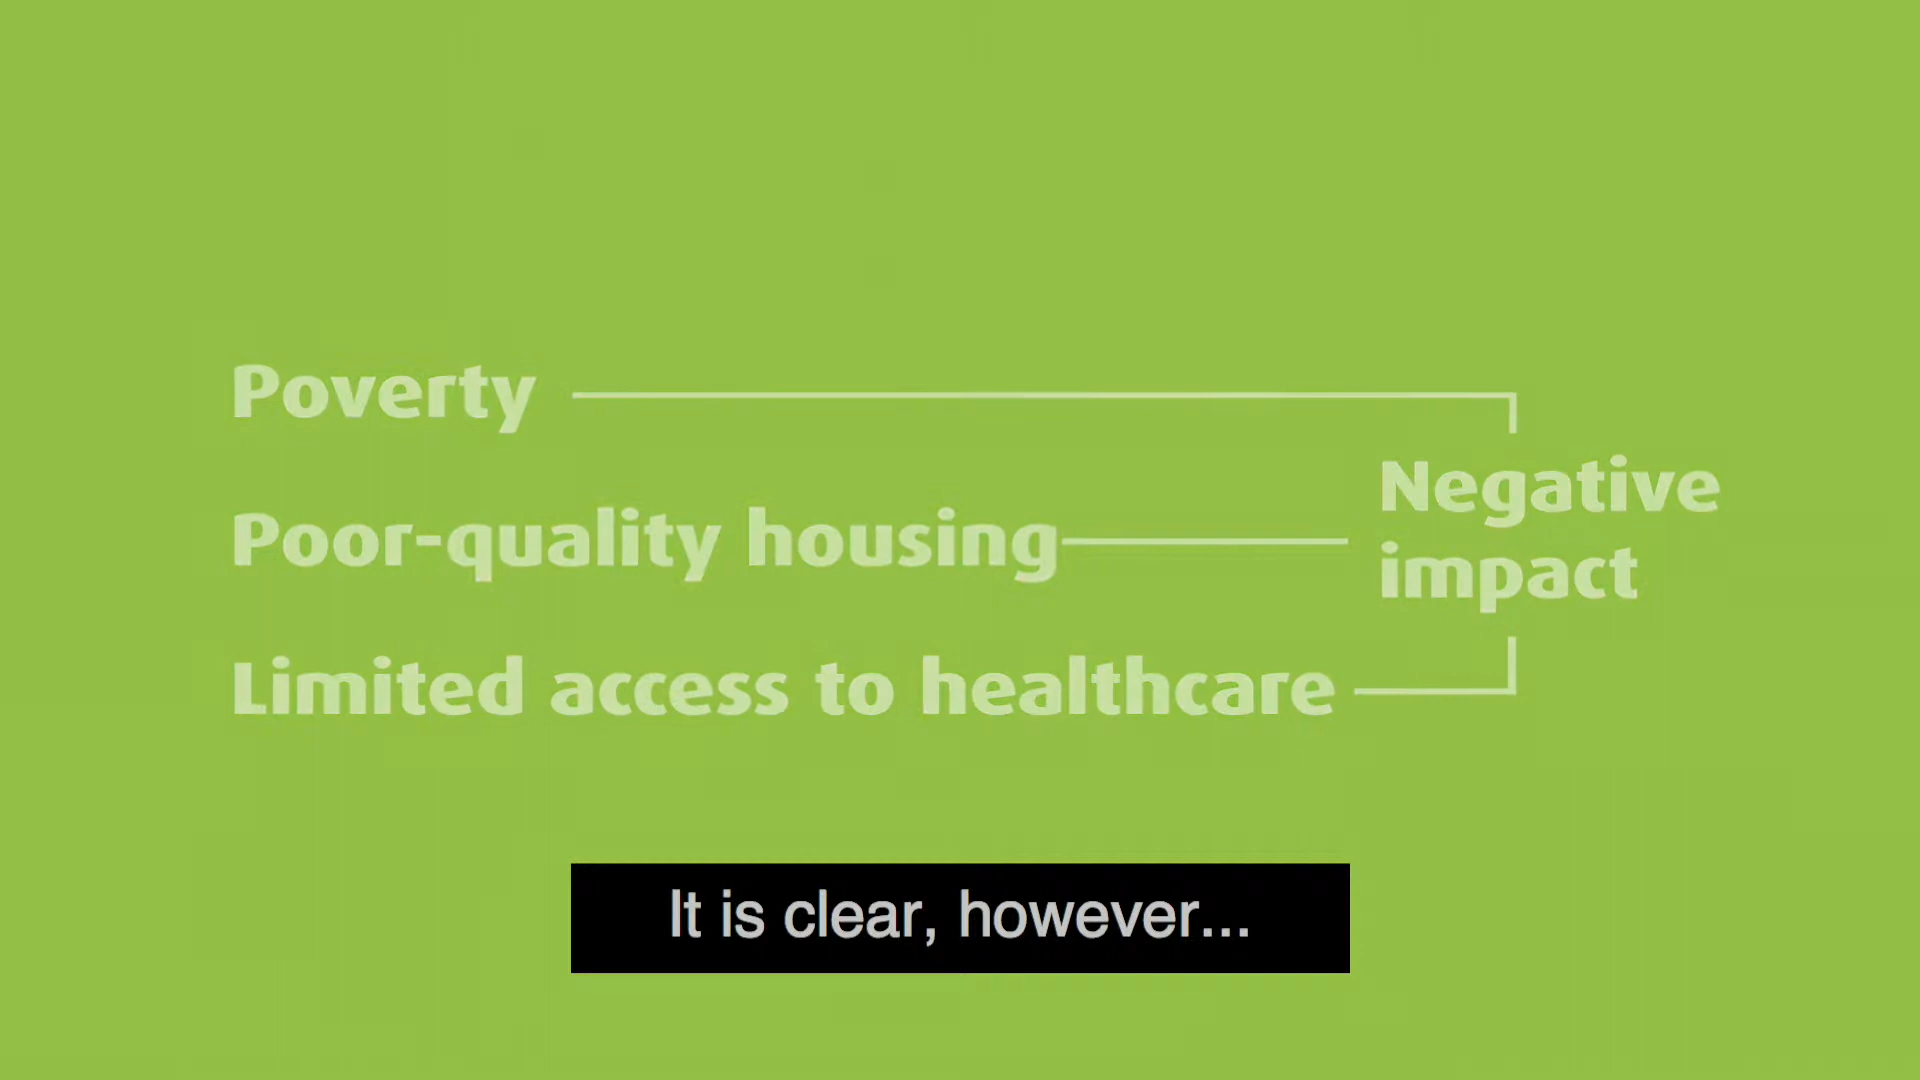 Poverty
Poor-quality housing
Limited access to healthcare
Negative
impact
It is clear, however...